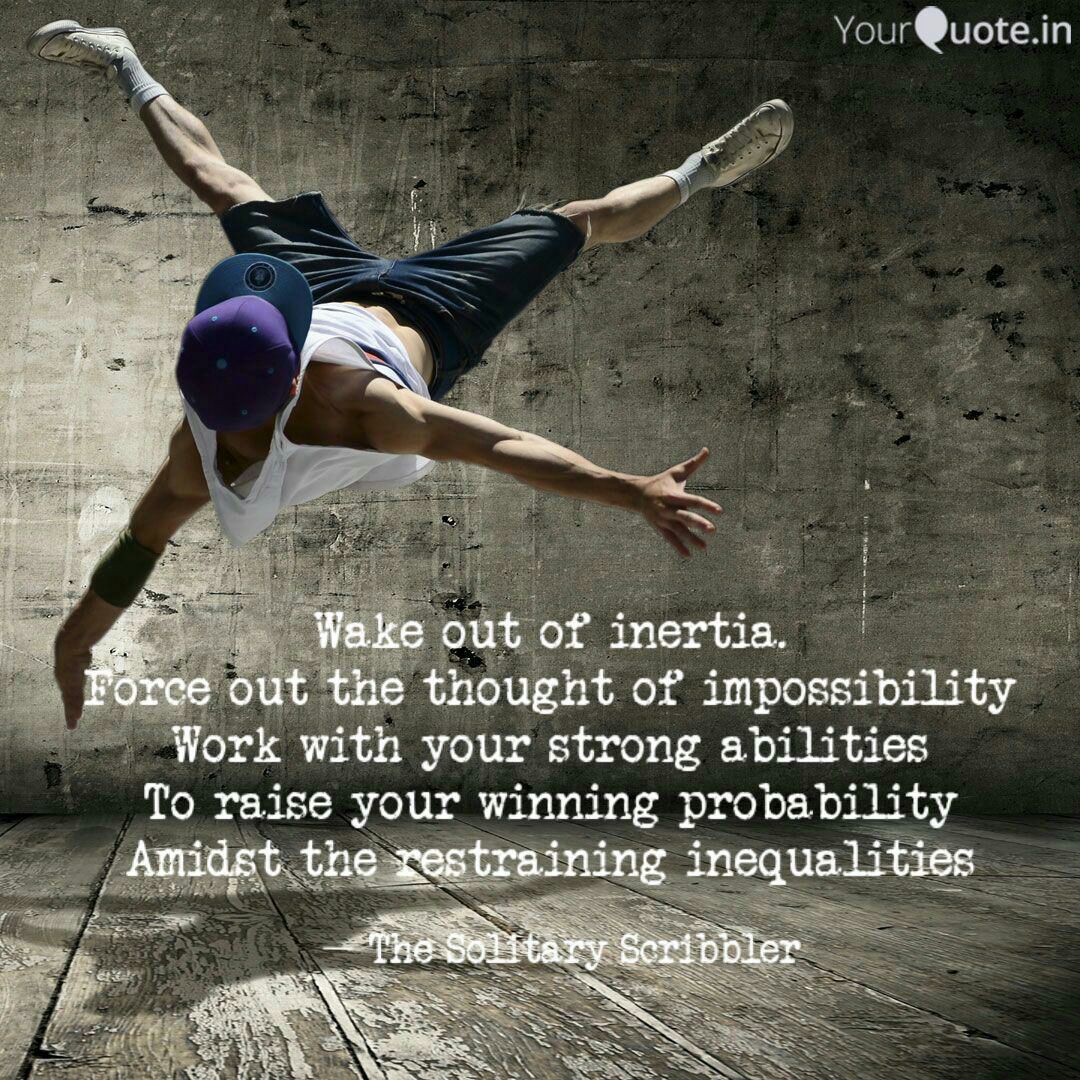 YourQuote.in
Wake out of inertia.
Force out the thought of impossibility
Work with your strong abilities
To raise your winning probability
Amidst the restraining inequalities
— The Solitary Scribbler